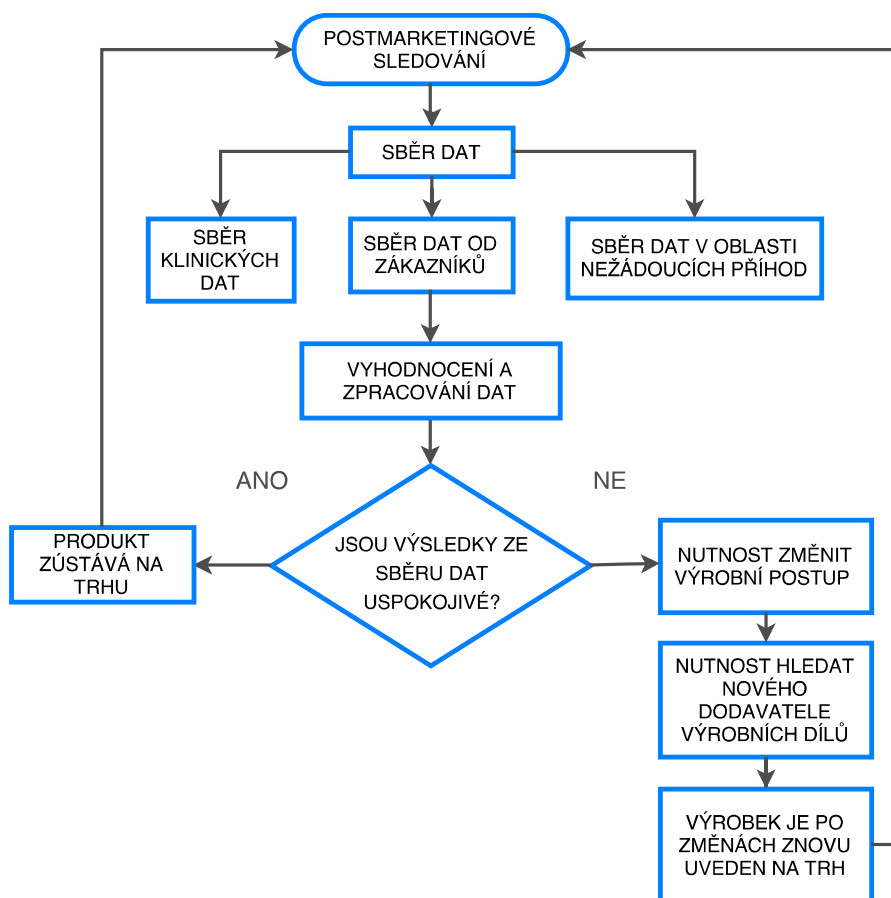 POSTMARKETINGOVÉ
SLEDOVÁNÍ
SBĚR DAT
SBĚR
KLINICKÝCH
DAT
SBĚR DAT OD
ZÁKAZNÍKŮ
SBĚR DAT V OBLASTI
NEŽÁDOUCÍCH PŘÍHOD
VYHODNOCENÍ A
ZPRACOVÁNÍ DAT
ANO
NE
PRODUKT
ZÚSTÁVÁ NA
TRHU
JSOU VÝSLEDKY ZE
SBĚRU DAT
USPOKOJIVÉ?
NUTNOST ZMĚNIT
VÝROBNÍ POSTUP
NUTNOST HLEDAT
NOVÉHO
DODAVATELE
VÝROBNÍCH DÍLŮ
VÝROBEK JE PO
ZMĚNÁCH ZNOVU
UVEDEN NA TRH